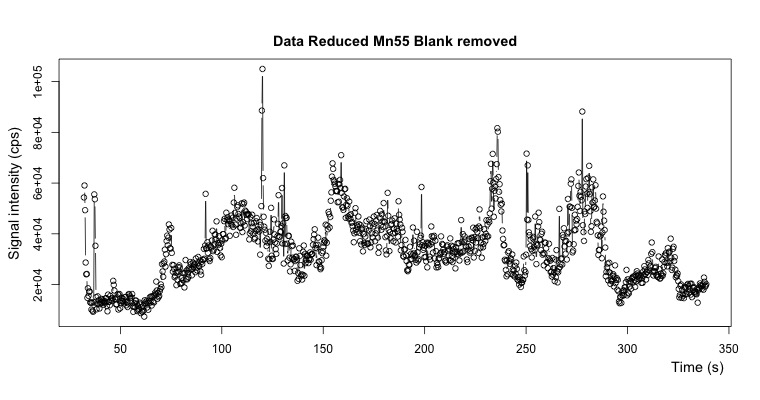 Data Reduced Mn55 Blank removed
Signal intensity (cps)
1e+05
8e+04
6e+04
4e+04
2e+04
50 100 150 200 250 300 350
Time (s)